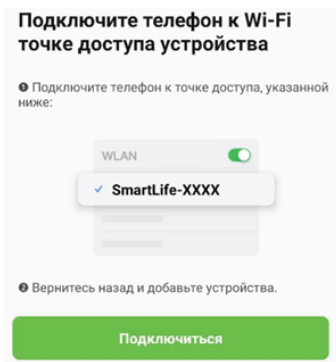 Подключите телефон к Wi-Fi
точке доступа устройства
❶ Подключите телефон к точке доступа, указанной
ниже:
WLAN
SmartLife-XXXX
❷ Вернитесь назад и добавьте устройства.
Подключиться